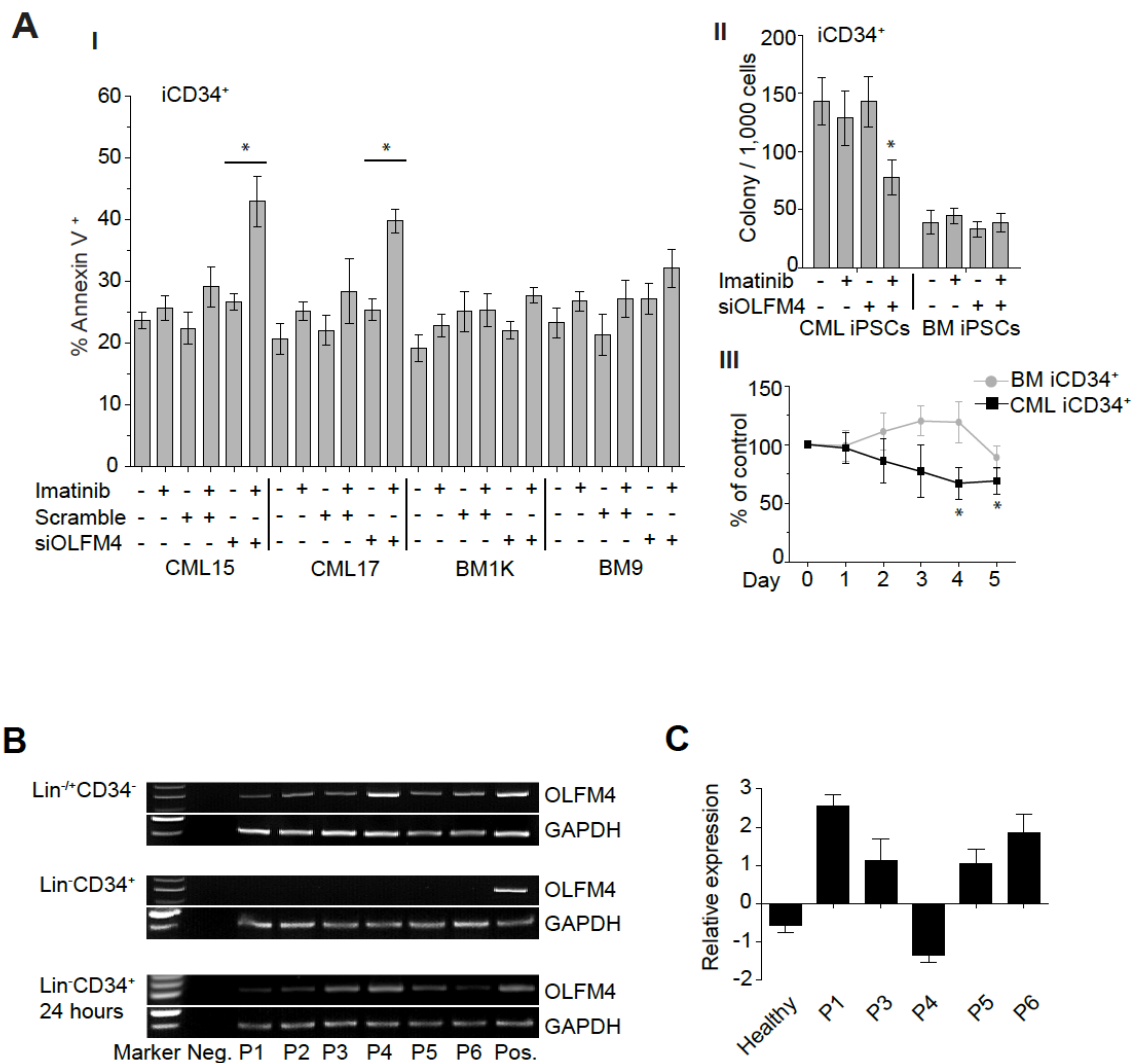 A
I
iCD34⁺
% Annexin V ⁺
60
50
40
30
20
10
0
* *
Imatinib - + - + - + - + - + - + - + - + - + - + - + - +
Scramble - - + + - - - - + + - - - - + + - - - - + + - -
siOLFM4 - - - - + + - - - - + + - - - - + + - - - - + +
CML15 CML17 BM1K BM9
II
iCD34⁺
Colony / 1,000 cells
200
150
100
50
0
*
Imatinib - + - + - + - +
siOLFM4 - - + + - - + +
CML iPSCs BM iPSCs
III
BM iCD34⁺
CML iCD34⁺
% of control
150
100
50
0
* *
Day 0 1 2 3 4 5
B
Lin⁻/⁺CD34⁻
OLFM4
GAPDH
Lin⁻CD34⁺
OLFM4
GAPDH
Lin⁻CD34⁺
24 hours
OLFM4
GAPDH
Marker Neg. P1 P2 P3 P4 P5 P6 Pos.
C
Relative expression
3
2
1
0
-1
-2
Healthy P1 P3 P4 P5 P6